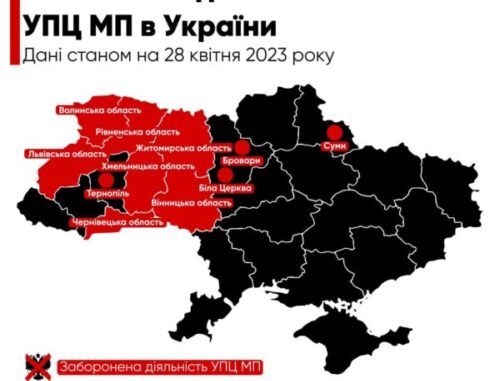 УПЦ МП в України
Дані станом на 28 квітня 2023 року
Волинська область
Рівненська область
Житомирська область
Львівська область
Хмельницька область
Тернопіль
Вінницька область
Чернівецька область
Бровари
Біла Церква
Суми
Заборонена діяльність УПЦ МП